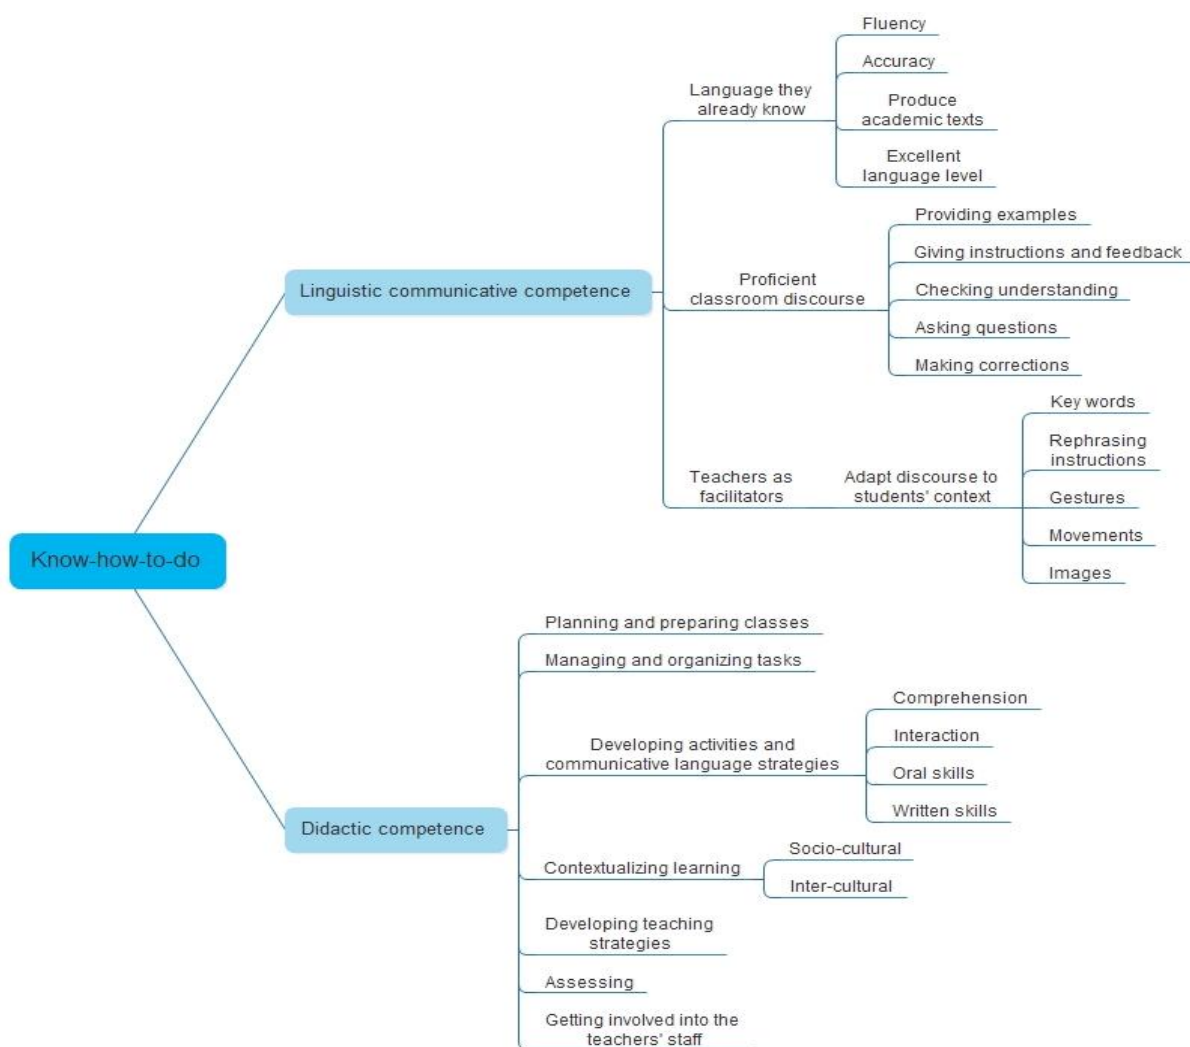 Fluency
Accuracy
Language they
already know
Produce
academic texts
Excellent
language level
Providing examples
Giving instructions and feedback
Proficient
classroom discourse
Linguistic communicative competence
Checking understanding
Asking questions
Making corrections
Key words
Rephrasing
instructions
Teachers as
facilitators
Adapt discourse to
students' context
Gestures
Movements
Images
Know-how-to-do
Planning and preparing classes
Managing and organizing tasks
Comprehension
Developing activities and
communicative language strategies
Interaction
Oral skills
Written skills
Didactic competence
Contextualizing learning
Socio-cultural
Inter-cultural
Developing teaching
strategies
Assessing
Getting involved into the
teachers' staff